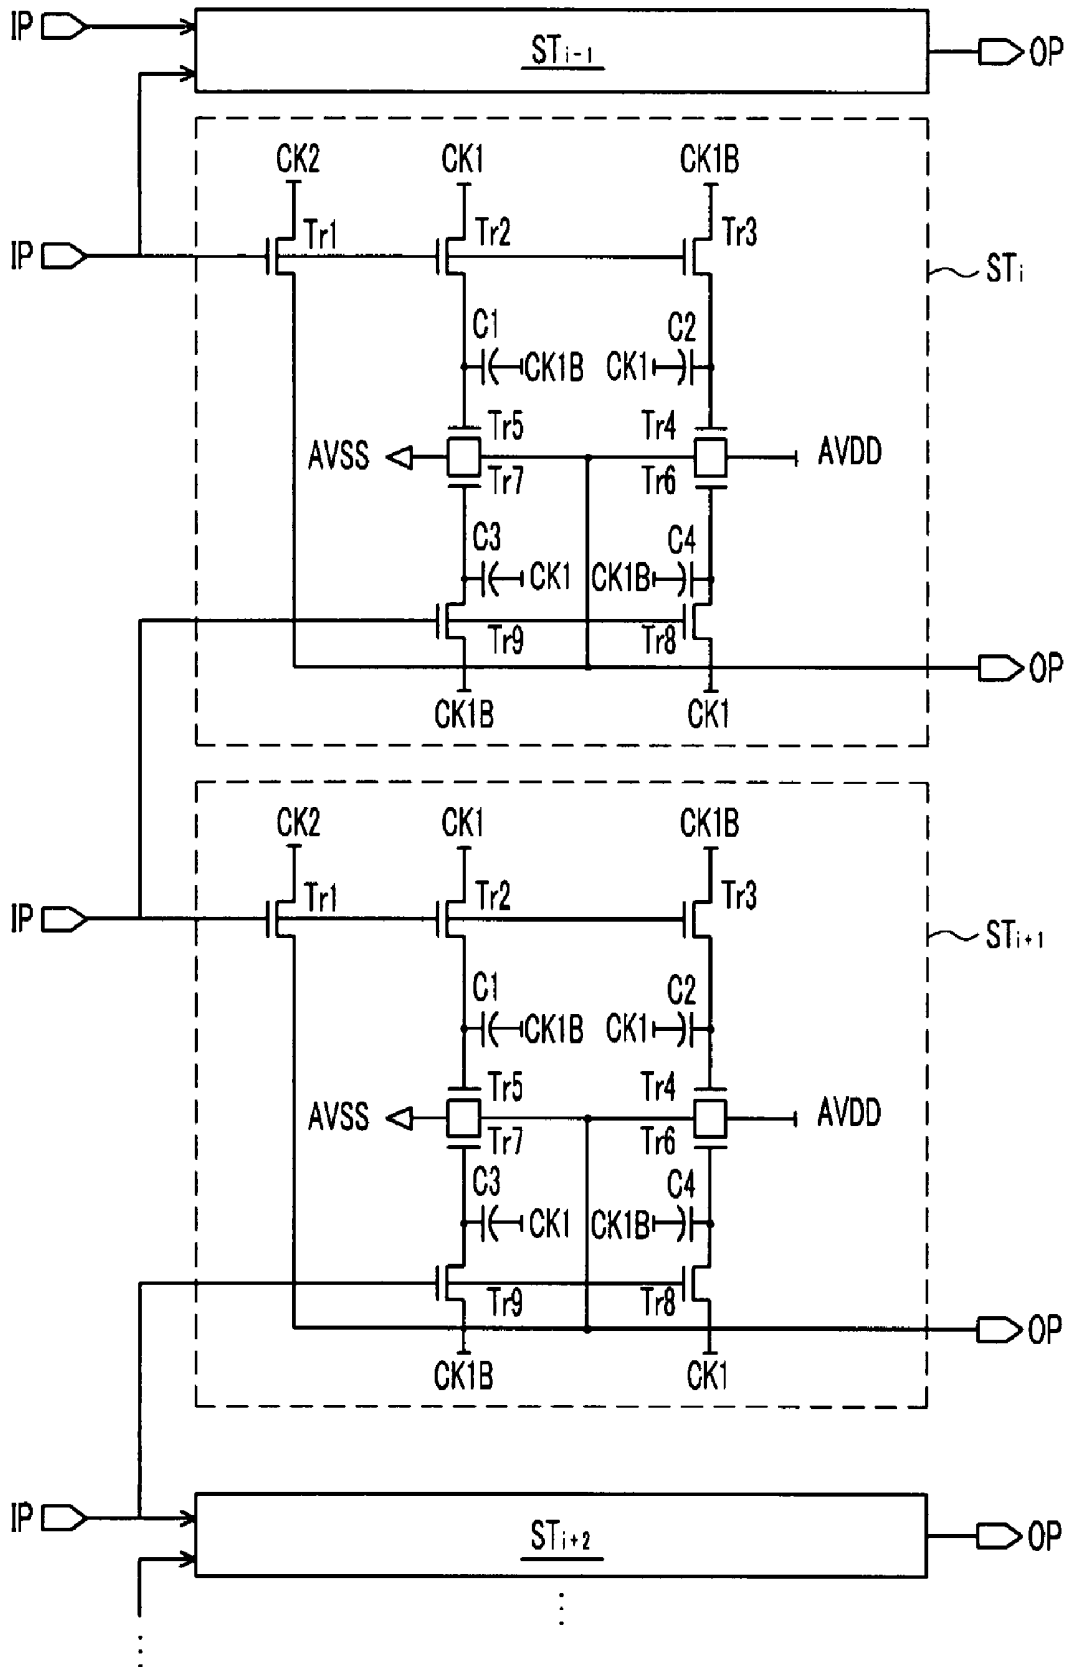 IP
STi-1
OP
CK2 CK1 CK1B
IP
Tr1 Tr2 Tr3
STi
C1 C2
CK1B CK1
Tr5 Tr4
AVSS AVDD
Tr7 Tr6
C3 C4
CK1 CK1B
Tr9 Tr8
OP
CK1B CK1
CK2 CK1 CK1B
IP
Tr1 Tr2 Tr3
STi+1
C1 C2
CK1B CK1
Tr5 Tr4
AVSS AVDD
Tr7 Tr6
C3 C4
CK1 CK1B
Tr9 Tr8
OP
CK1B CK1
IP
STi+2
OP